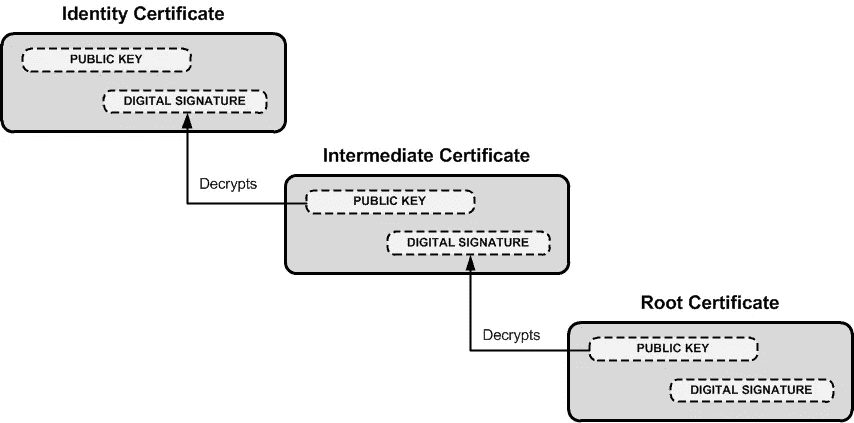 Identity Certificate
PUBLIC KEY
DIGITAL SIGNATURE
Intermediate Certificate
Decrypts
PUBLIC KEY
DIGITAL SIGNATURE
Root Certificate
Decrypts
PUBLIC KEY
DIGITAL SIGNATURE